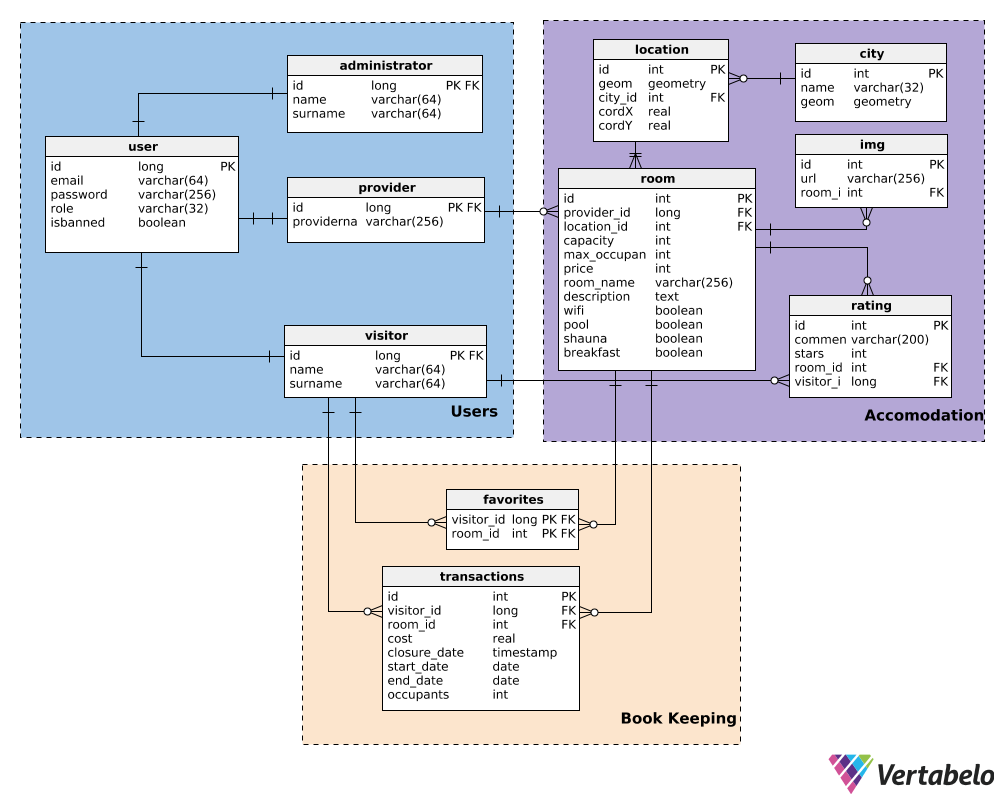 administrator
id long PK FK
name varchar(64)
surname varchar(64)
user
id long PK
email varchar(64)
password varchar(256)
role varchar(32)
isbanned boolean
provider
id long PK FK
providerna varchar(256)
visitor
id long PK FK
name varchar(64)
surname varchar(64)
Users
location
id int PK
geom geometry
city_id int FK
cordX real
cordY real
city
id int PK
name varchar(32)
geom geometry
img
id int PK
url varchar(256)
room_i int FK
room
id int PK
provider_id long FK
location_id int FK
capacity int
max_occupan int
price int
room_name varchar(256)
description text
wifi boolean
pool boolean
shauna boolean
breakfast boolean
rating
id int PK
commen varchar(200)
stars int
room_id int FK
visitor_i long FK
Accomodation
favorites
visitor_id long PK FK
room_id int PK FK
transactions
id int PK
visitor_id long FK
room_id int FK
cost real
closure_date timestamp
start_date date
end_date date
occupants int
Book Keeping
Vertabelo